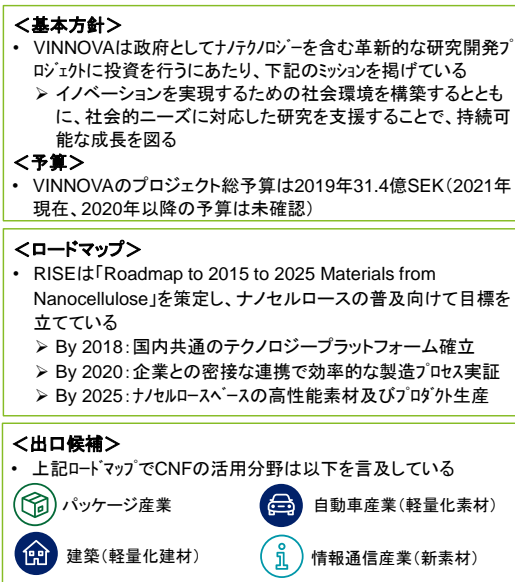 ＜基本方針＞
• VINNOVAは政府としてﾅﾉﾃｸﾉﾛｼﾞｰを含む革新的な研究開発ﾌﾟ
ﾛｼﾞｪｸﾄに投資を行うにあたり、下記のﾐｯｼｮﾝを掲げている
➢ イノベーションを実現するための社会環境を構築するととも
に、社会的ニーズに対応した研究を支援することで、持続可
能な成長を図る
＜予算＞
• VINNOVAのプロジェクト総予算は2019年31.4億SEK（2021年
現在、2020年以降の予算は未確認）
＜ロードマップ＞
• RISEは「Roadmap to 2015 to 2025 Materials from
Nanocellulose」を策定し、ナノセルロースの普及向けて目標を
立てている
➢ By 2018：国内共通のテクノロジープラットフォーム確立
➢ By 2020：企業との密接な連携で効率的な製造ﾌﾟﾛｾｽ実証
➢ By 2025：ﾅﾉｾﾙﾛｰｽﾍﾞｰｽの高性能素材及びﾌﾟﾛﾀﾞｸﾄ生産
＜出口候補＞
• 上記ﾛｰﾄﾞﾏｯﾌﾟでCNFの活用分野は以下を言及している
パッケージ産業
自動車産業（軽量化素材）
建築（軽量化建材）
情報通信産業（新素材）